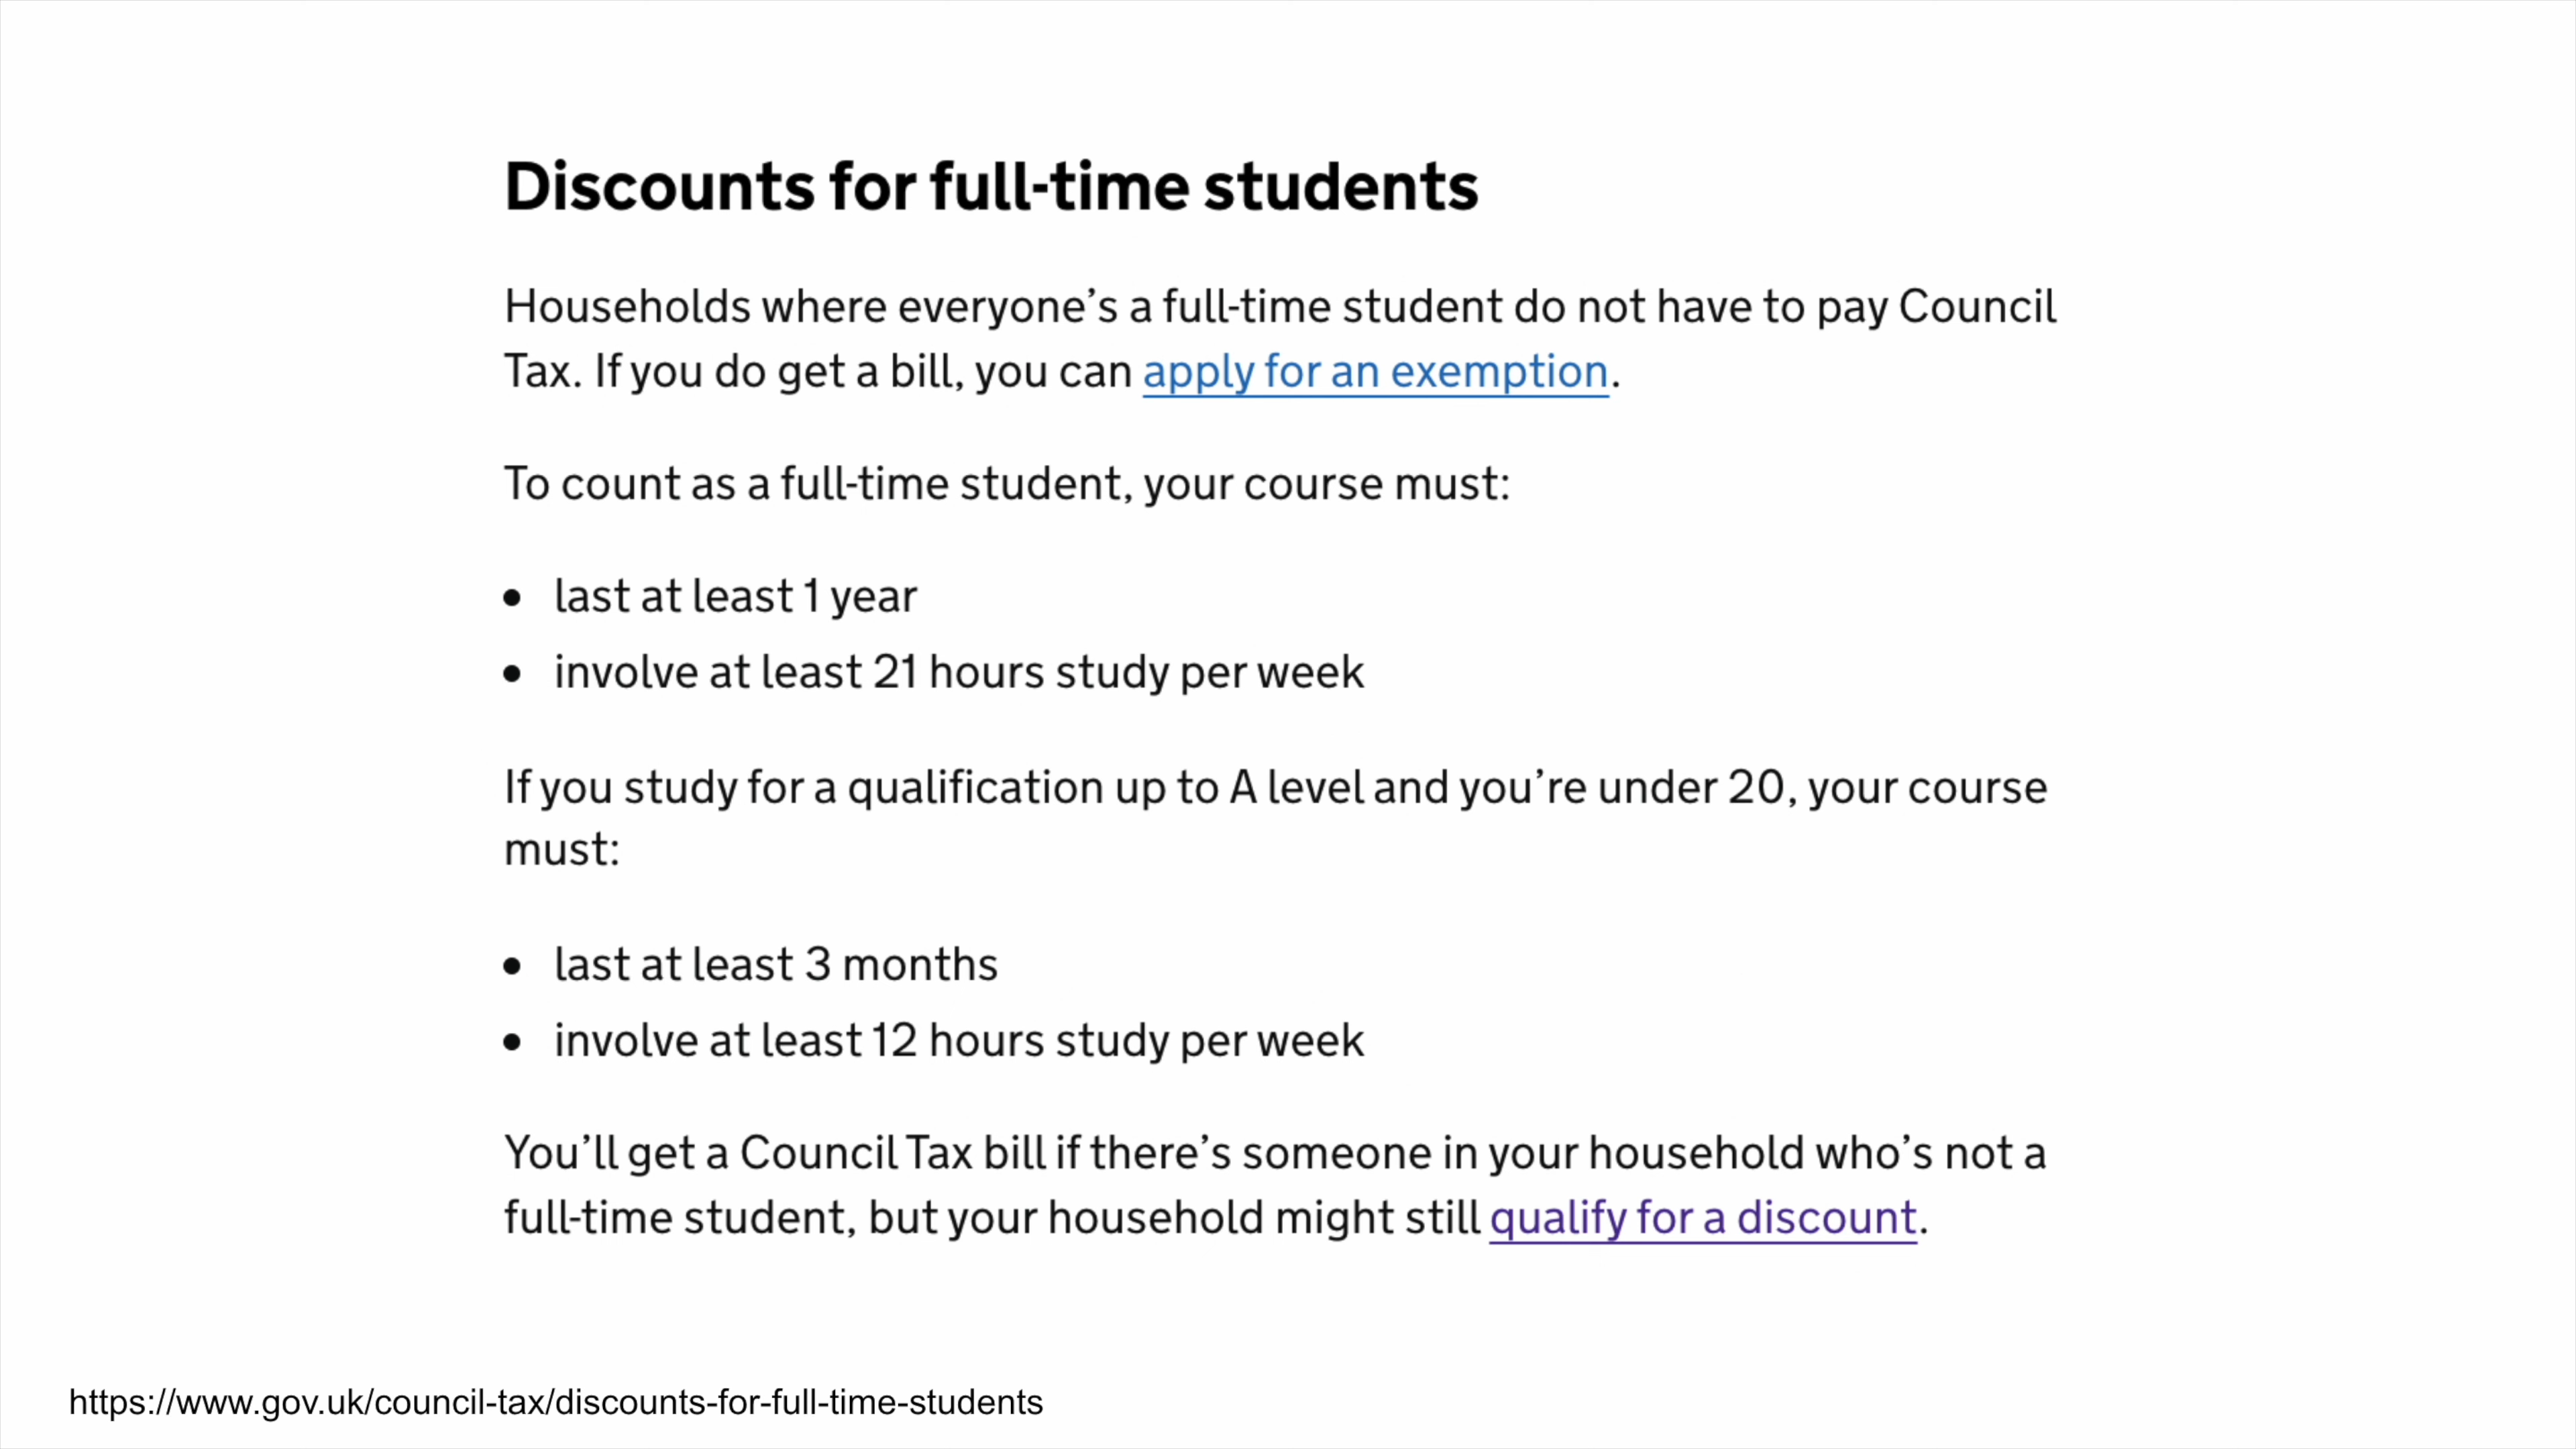 Discounts for full-time students
Households where everyone’s a full-time student do not have to pay Council
Tax. If you do get a bill, you can apply for an exemption.
To count as a full-time student, your course must:
• last at least 1 year
• involve at least 21 hours study per week
If you study for a qualification up to A level and you’re under 20, your course
must:
• last at least 3 months
• involve at least 12 hours study per week
You’ll get a Council Tax bill if there’s someone in your household who’s not a
full-time student, but your household might still qualify for a discount.
https://www.gov.uk/council-tax/discounts-for-full-time-students